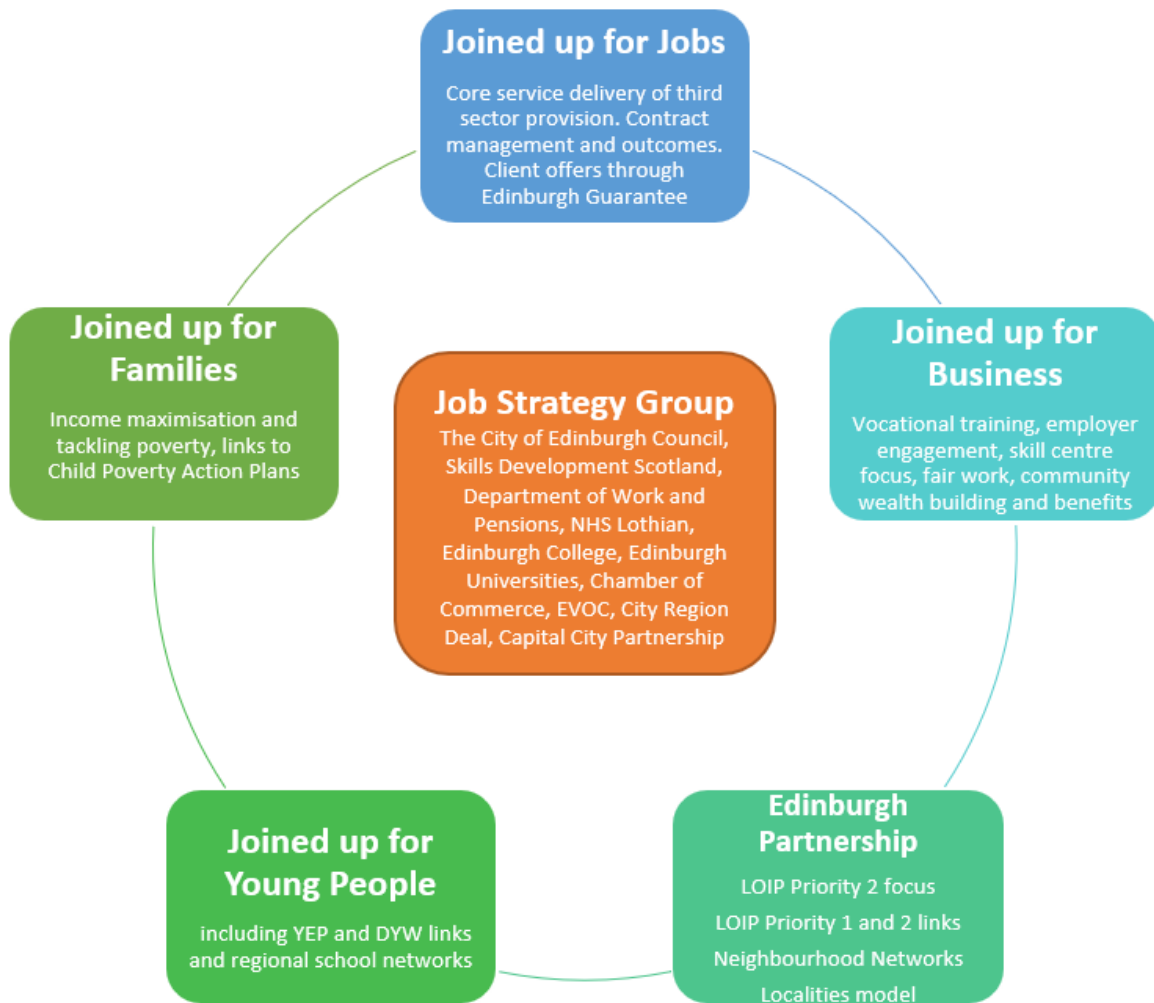 Joined up for Jobs
Core service delivery of third
sector provision. Contract
management and outcomes.
Client offers through
Edinburgh Guarantee
Joined up for
Families
Income maximisation and
tackling poverty, links to
Child Poverty Action Plans
Job Strategy Group
The City of Edinburgh Council,
Skills Development Scotland,
Department of Work and
Pensions, NHS Lothian,
Edinburgh College, Edinburgh
Universities, Chamber of
Commerce, EVOC, City Region
Deal, Capital City Partnership
Joined up for
Business
Vocational training, employer
engagement, skill centre
focus, fair work, community
wealth building and benefits
Joined up for
Young People
including YEP and DYW links
and regional school networks
Edinburgh
Partnership
LOIP Priority 2 focus
LOIP Priority 1 and 2 links
Neighbourhood Networks
Localities model